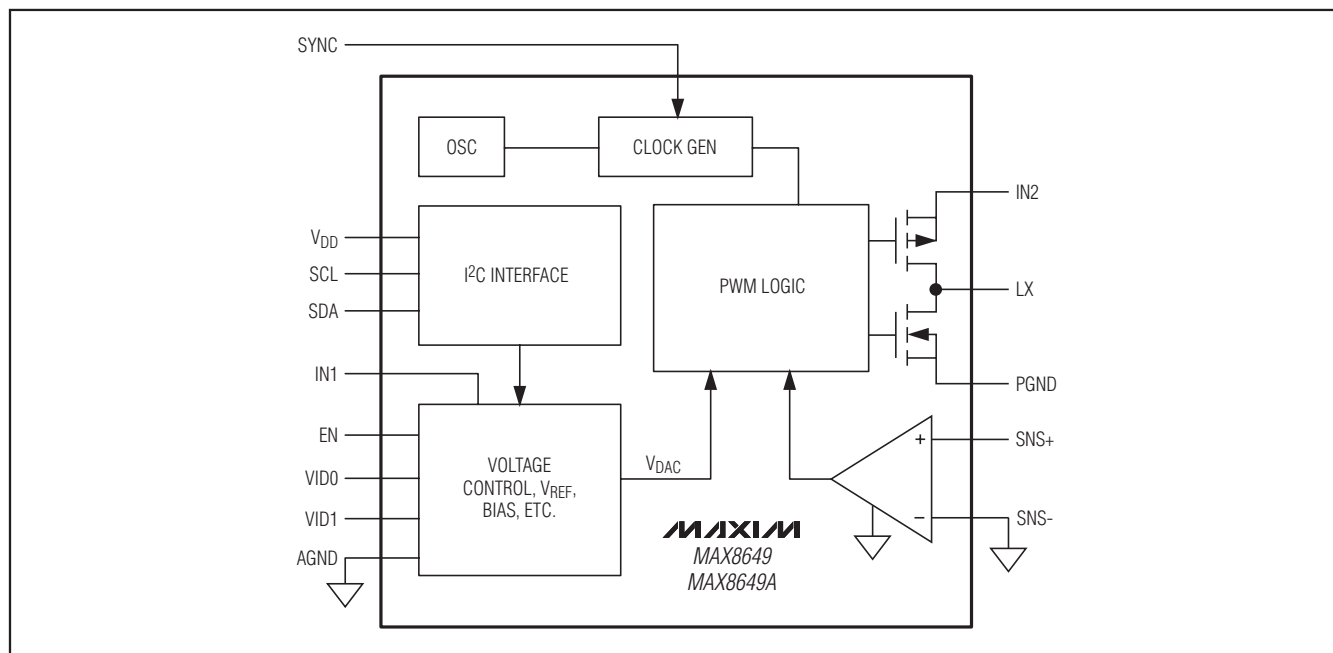 SYNC
OSC
CLOCK GEN
IN2
VDD
SCL
SDA
I²C INTERFACE
PWM LOGIC
LX
IN1
PGND
EN
VID0
VID1
AGND
VOLTAGE
CONTROL, VREF,
BIAS, ETC.
VDAC
+
SNS+
−
SNS-
MAXIM
MAX8649
MAX8649A